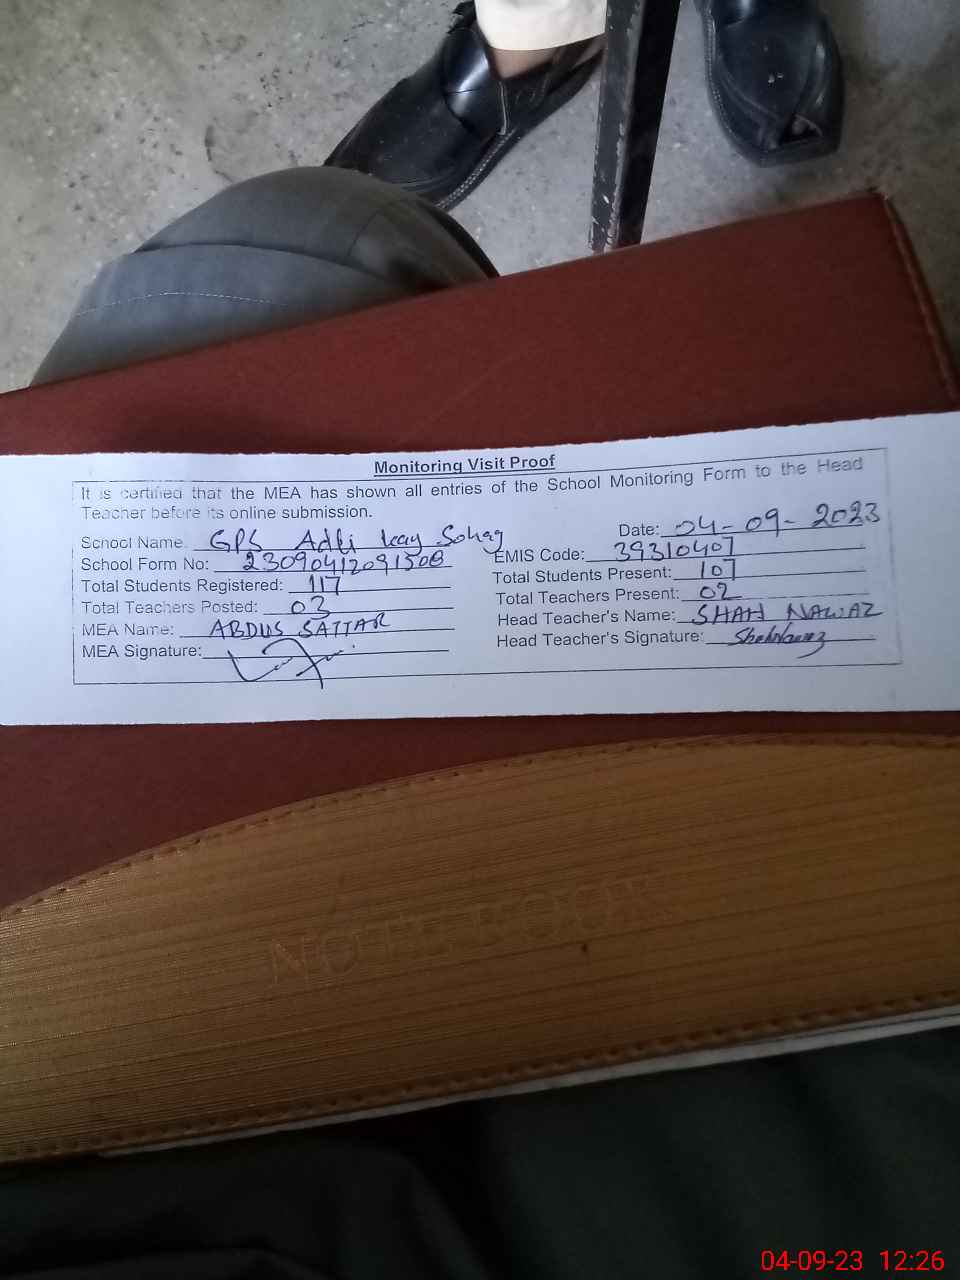 Monitoring Visit Proof
It is certified that the MEA has shown all entries of the School Monitoring Form to the Head
Teacher before its online submission.
School Name: GPS Adli kay Sohag
Date: 04-09-2023
School Form No: 23090412091508
EMIS Code: 39310407
Total Students Registered: 117
Total Students Present: 107
Total Teachers Posted: 03
Total Teachers Present: 02
MEA Name: ABDUS SATTAR
Head Teacher's Name: SHAH NAWAZ
MEA Signature:
Head Teacher's Signature: ShahNawaz
NOTEBOOK
04-09-23 12:26